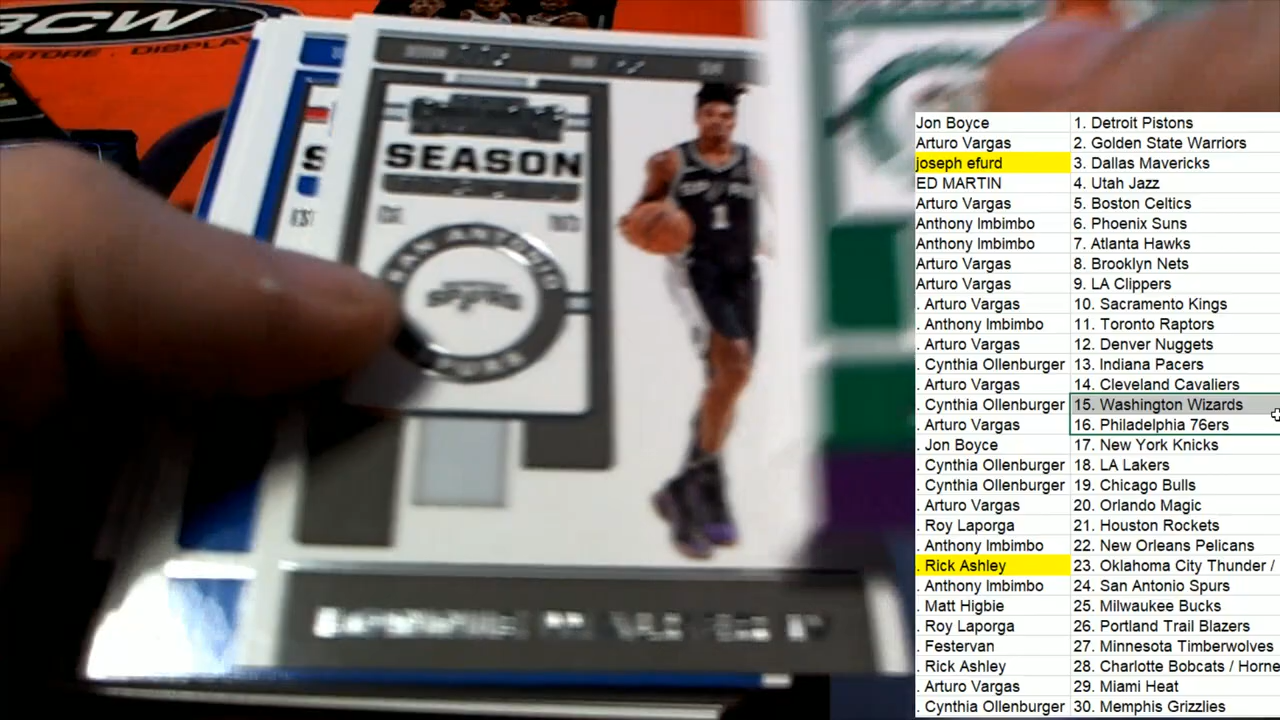 BCW
STORE . DISPLAY
SEASON
SAN ANTONIO
SPURS
SPURS
1
Jon Boyce 1. Detroit Pistons
Arturo Vargas 2. Golden State Warriors
joseph efurd 3. Dallas Mavericks
ED MARTIN 4. Utah Jazz
Arturo Vargas 5. Boston Celtics
Anthony Imbimbo 6. Phoenix Suns
Anthony Imbimbo 7. Atlanta Hawks
Arturo Vargas 8. Brooklyn Nets
Arturo Vargas 9. LA Clippers
. Arturo Vargas 10. Sacramento Kings
. Anthony Imbimbo 11. Toronto Raptors
. Arturo Vargas 12. Denver Nuggets
. Cynthia Ollenburger 13. Indiana Pacers
. Arturo Vargas 14. Cleveland Cavaliers
. Cynthia Ollenburger 15. Washington Wizards
. Arturo Vargas 16. Philadelphia 76ers
. Jon Boyce 17. New York Knicks
. Cynthia Ollenburger 18. LA Lakers
. Cynthia Ollenburger 19. Chicago Bulls
. Arturo Vargas 20. Orlando Magic
. Roy Laporga 21. Houston Rockets
. Anthony Imbimbo 22. New Orleans Pelicans
. Rick Ashley 23. Oklahoma City Thunder /
. Anthony Imbimbo 24. San Antonio Spurs
. Matt Higbie 25. Milwaukee Bucks
. Roy Laporga 26. Portland Trail Blazers
. Festervan 27. Minnesota Timberwolves
. Rick Ashley 28. Charlotte Bobcats / Horne
. Arturo Vargas 29. Miami Heat
. Cynthia Ollenburger 30. Memphis Grizzlies